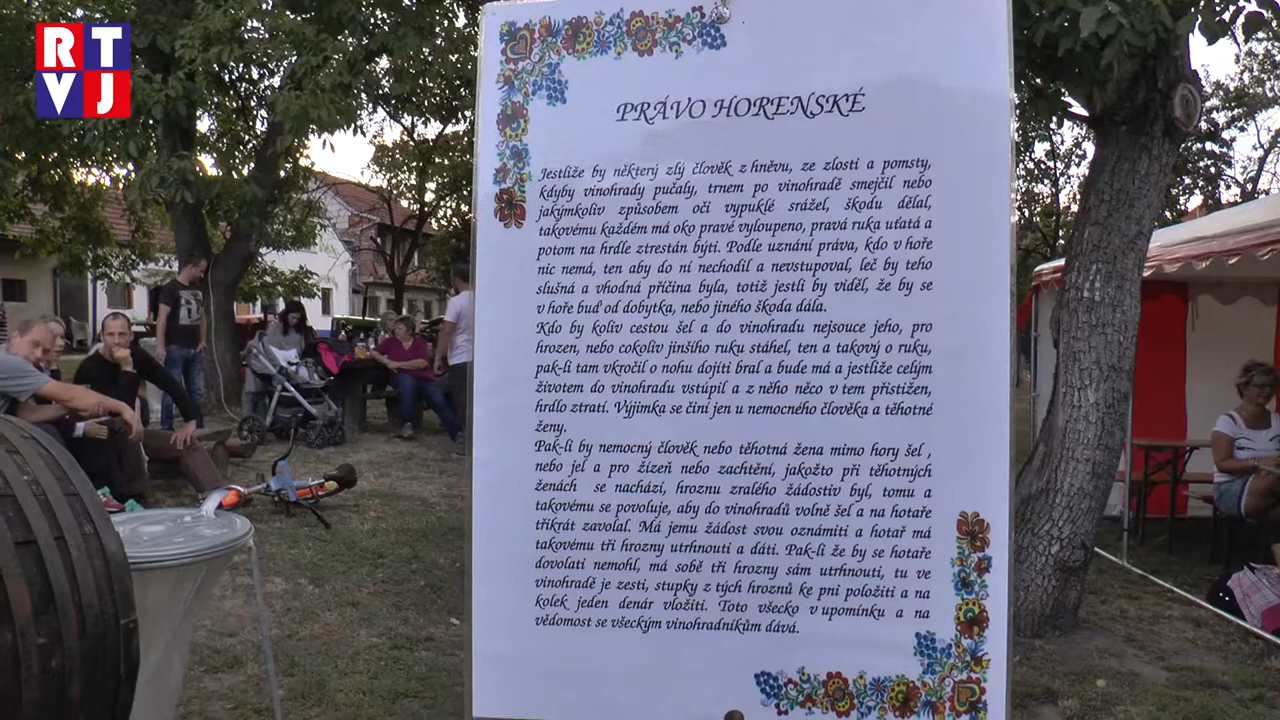 RTVJ
PRÁVO HORENSKÉ
Jestliže by některý zlý člověk z hněvu, ze zlosti a pomsty,
kdyby vinohrady pučaly, trnem po vinohradě smejčil nebo
jakýmkoliv způsobem oči vypuklé srážel, škodu dělal,
takovému každém má oko pravé vyloupeno, pravá ruka uťatá a
potom na hrdle ztrestán býti. Podle uznání práva, kdo v hoře
nic nemá, ten aby do ní nechodil a nevstupoval, leč by teho
slušná a vhodná příčina byla, totiž jestli by viděl, že by se
v hoře buď od dobytka, nebo jiného škoda dála.
Kdo by koliv cestou šel a do vinohradu nejsouce jeho, pro
hrozen, nebo cokoliv jinšího ruku stáhel, ten a takový o ruku,
pak-li tam vkročil o nohu dojíti bral a bude má a jestliže celým
životem do vinohradu vstúpil a z něho něco v tem přistižen,
hrdlo ztratí. Výjimka se činí jen u nemocného člověka a těhotné
ženy.
Pak-li by nemocný člověk nebo těhotná žena mimo hory šel ,
nebo jel a pro žízeň nebo zachtění, jakožto při těhotných
ženách se nachází, hroznu zralého žádostiv byl, tomu a
takovému se povoluje, aby do vinohradů volně šel a na hotaře
třikrát zavolal. Má jemu žádost svou oznámiti a hotař má
takovému tři hrozny utrhnouti a dáti. Pak-li že by se hotaře
dovolati nemohl, má sobě tři hrozny sám utrhnouti, tu ve
vinohradě je zesti, stupky z tých hroznů ke pni položiti a na
kolek jeden denár vložiti. Toto všecko v upomínku a na
vědomost se všeckým vinohradníkům dává.